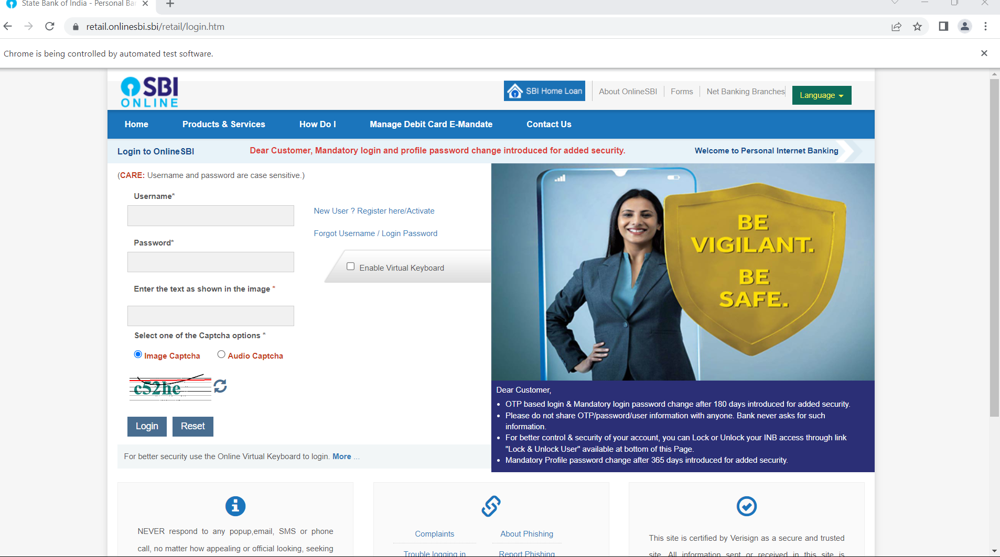 State Bank of India - Personal Ba
retail.onlinesbi.sbi/retail/login.htm
Chrome is being controlled by automated test software.
SBI
ONLINE
SBI Home Loan
About OnlineSBI
Forms
Net Banking Branches
Language
Home
Products & Services
How Do I
Manage Debit Card E-Mandate
Contact Us
Login to OnlineSBI
Dear Customer, Mandatory login and profile password change introduced for added security.
Welcome to Personal Internet Banking
(CARE: Username and password are case sensitive.)
Username*
New User ? Register here/Activate
Forgot Username / Login Password
Password*
Enable Virtual Keyboard
Enter the text as shown in the image *
Select one of the Captcha options *
Image Captcha
Audio Captcha
c52he
Login
Reset
For better security use the Online Virtual Keyboard to login. More ...
BE
VIGILANT.
BE
SAFE.
Dear Customer,
• OTP based login & Mandatory login password change after 180 days introduced for added security.
• Please do not share OTP/password/user information with anyone. Bank never asks for such
information.
• For better control & security of your account, you can Lock or Unlock your INB access through link
"Lock & Unlock User" available at bottom of this Page.
• Mandatory Profile password change after 365 days introduced for added security.
NEVER respond to any popup,email, SMS or phone
call, no matter how appealing or official looking, seeking
Complaints
About Phishing
Trouble logging in
Report Phishing
This site is certified by Verisign as a secure and trusted
site. All information sent or received in this site is